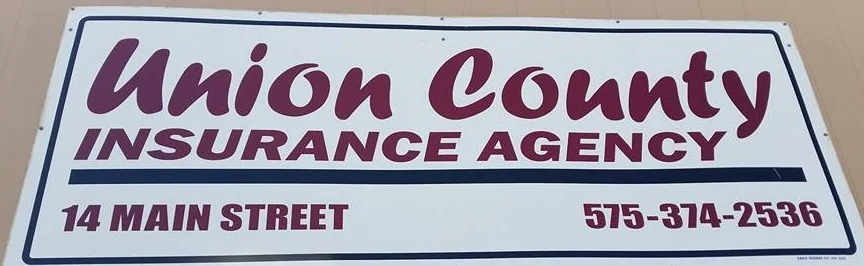 Union County
INSURANCE AGENCY
14 MAIN STREET 575-374-2536